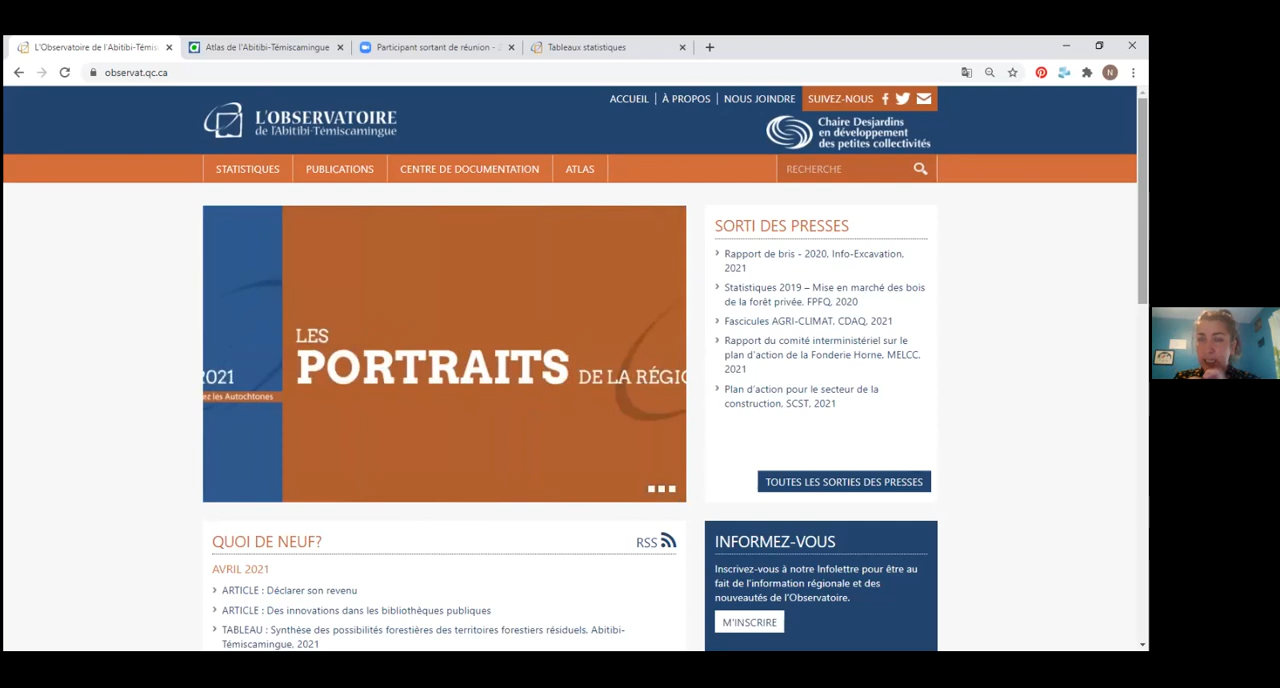 L'Observatoire de l'Abitibi-Témis
Atlas de l'Abitibi-Témiscamingue
Participant sortant de réunion -
Tableaux statistiques
observat.qc.ca
N
ACCUEIL | À PROPOS | NOUS JOINDRE
SUIVEZ-NOUS
L'OBSERVATOIRE
de l'Abitibi-Témiscamingue
Chaire Desjardins
en développement
des petites collectivités
STATISTIQUES
PUBLICATIONS
CENTRE DE DOCUMENTATION
ATLAS
RECHERCHE
2021
ez les Autochtones
LES
PORTRAITS DE LA RÉGIO
SORTI DES PRESSES
Rapport de bris - 2020, Info-Excavation,
2021
Statistiques 2019 – Mise en marché des bois
de la forêt privée, FPFQ, 2020
Fascicules AGRI-CLIMAT, CDAQ, 2021
Rapport du comité interministériel sur le
plan d'action de la Fonderie Horne, MELCC,
2021
Plan d'action pour le secteur de la
construction, SCST, 2021
TOUTES LES SORTIES DES PRESSES
QUOI DE NEUF?
RSS
AVRIL 2021
ARTICLE : Déclarer son revenu
ARTICLE : Des innovations dans les bibliothèques publiques
TABLEAU : Synthèse des possibilités forestières des territoires forestiers résiduels, Abitibi-
Témiscamingue, 2021
INFORMEZ-VOUS
Inscrivez-vous à notre Infolettre pour être au
fait de l'information régionale et des
nouveautés de l'Observatoire.
M'INSCRIRE